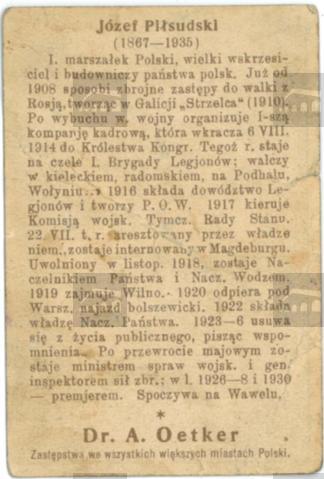 Józef Piłsudski
(1867—1935)
I. marszałek Polski, wielki wskrzesi-
ciel i budowniczy państwa polsk. Już od
1908 sposobi zbrojne zastępy do walki z
Rosją, tworząc w Galicji „Strzelca" (1910).
Po wybuchu w. wojny organizuje I-szą
kompanję kadrową, która wkracza 6 VIII.
1914 do Królestwa Kongr. Tegoż r. staje
na czele I. Brygady Legjonów; walczy
w kieleckiem, radomskiem, na Podhalu,
Wołyniu. 1916 składa dowództwo Le-
gjonów i tworzy P. O. W. 1917 kieruje
Komisją wojsk. Tymcz. Rady Stanu.
22. VII. t. r. aresztowany przez władze
niem., zostaje internowany w Magdeburgu.
Uwolniony w listop. 1918, zostaje Na-
czelnikiem Państwa i Nacz. Wodzem.
1919 zajmuje Wilno. 1920 odpiera pod
Warsz. najazd bolszewicki. 1922 składa
władzę Nacz. Państwa. 1923—6 usuwa
się z życia publicznego, pisząc wspo-
mnienia. Po przewrocie majowym zo-
staje ministrem spraw wojsk. i gen.
inspektorem sił zbr.; w l. 1926—8 i 1930
— premjerem. Spoczywa na Wawelu.
*
Dr. A. Oetker
Zastępstwa we wszystkich większych miastach Polski.